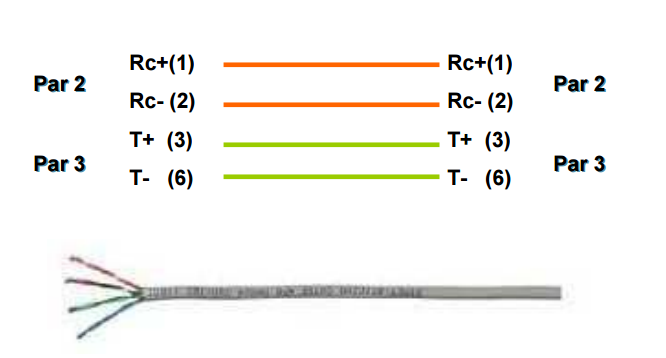 Rc+(1) Rc+(1)
Par 2 Par 2
Rc- (2) Rc- (2)
T+ (3) T+ (3)
Par 3 Par 3
T- (6) T- (6)